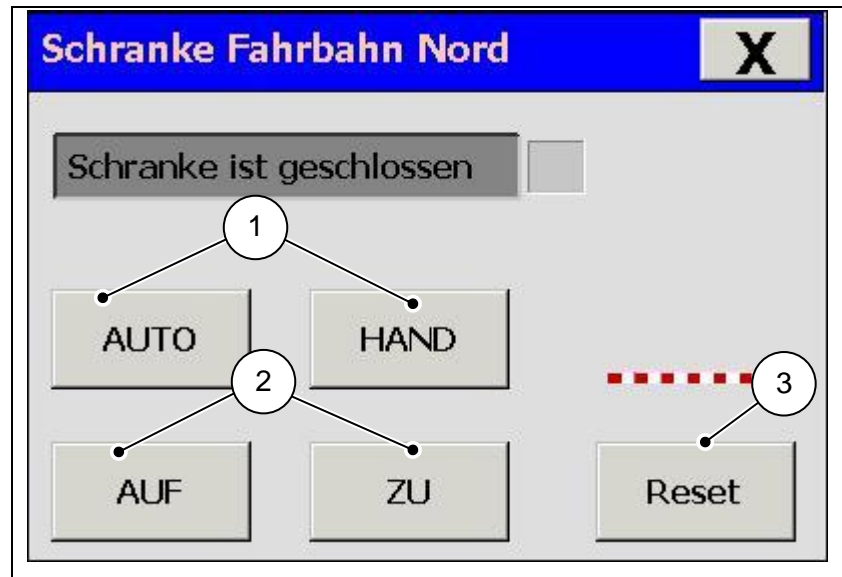 Schranke Fahrbahn Nord X
Schranke ist geschlossen
1
AUTO HAND
2
3
AUF ZU Reset